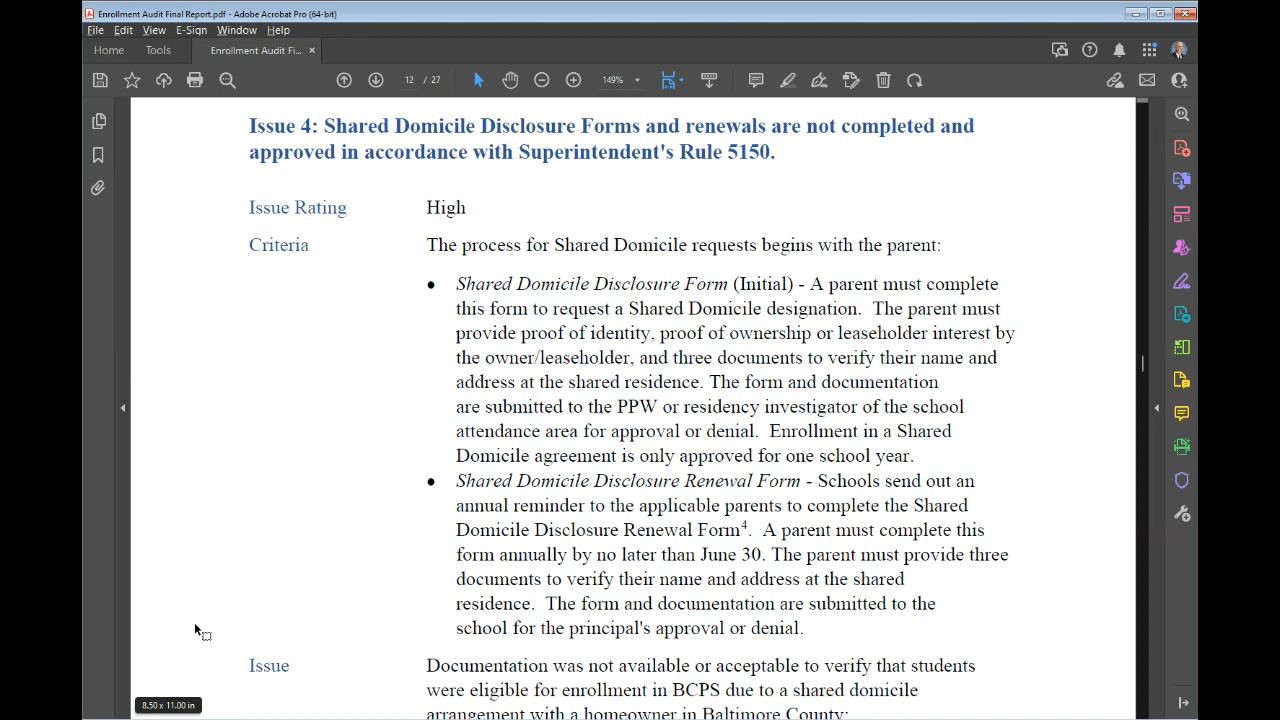 Enrollment Audit Final Report.pdf - Adobe Acrobat Pro (64-bit)
File Edit View E-Sign Window Help
Home Tools Enrollment Audit Fi... ×
12 / 27 149%
Issue 4: Shared Domicile Disclosure Forms and renewals are not completed and
approved in accordance with Superintendent's Rule 5150.
Issue Rating High
Criteria The process for Shared Domicile requests begins with the parent:
● Shared Domicile Disclosure Form (Initial) - A parent must complete
this form to request a Shared Domicile designation. The parent must
provide proof of identity, proof of ownership or leaseholder interest by
the owner/leaseholder, and three documents to verify their name and
address at the shared residence. The form and documentation
are submitted to the PPW or residency investigator of the school
attendance area for approval or denial. Enrollment in a Shared
Domicile agreement is only approved for one school year.
● Shared Domicile Disclosure Renewal Form - Schools send out an
annual reminder to the applicable parents to complete the Shared
Domicile Disclosure Renewal Form4. A parent must complete this
form annually by no later than June 30. The parent must provide three
documents to verify their name and address at the shared
residence. The form and documentation are submitted to the
school for the principal's approval or denial.
Issue Documentation was not available or acceptable to verify that students
were eligible for enrollment in BCPS due to a shared domicile
arrangement with a homeowner in Baltimore County:
8.50 x 11.00 in